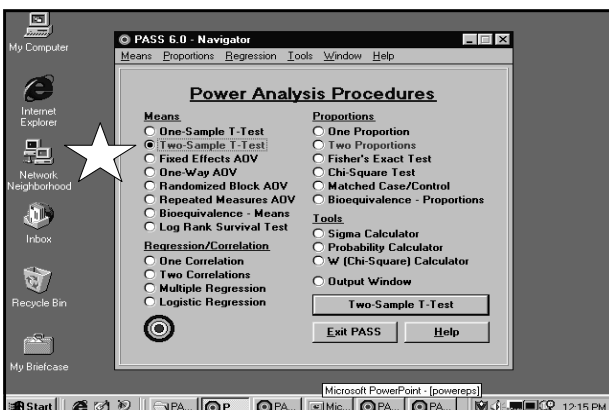 My Computer
Internet
Explorer
Network
Neighborhood
Inbox
Recycle Bin
My Briefcase
PASS 6.0 - Navigator
Means Proportions Regression Tools Window Help
Power Analysis Procedures
Means
One-Sample T-Test
Two-Sample T-Test
Fixed Effects AOV
One-Way AOV
Randomized Block AOV
Repeated Measures AOV
Bioequivalence - Means
Log Rank Survival Test
Regression/Correlation
One Correlation
Two Correlations
Multiple Regression
Logistic Regression
Proportions
One Proportion
Two Proportions
Fisher's Exact Test
Chi-Square Test
Matched Case/Control
Bioequivalence - Proportions
Tools
Sigma Calculator
Probability Calculator
W (Chi-Square) Calculator
Output Window
Two-Sample T-Test
Exit PASS Help
Microsoft PowerPoint - [powereps]
Start PA... P... PA... Mic... PA... PA... 12:15 PM